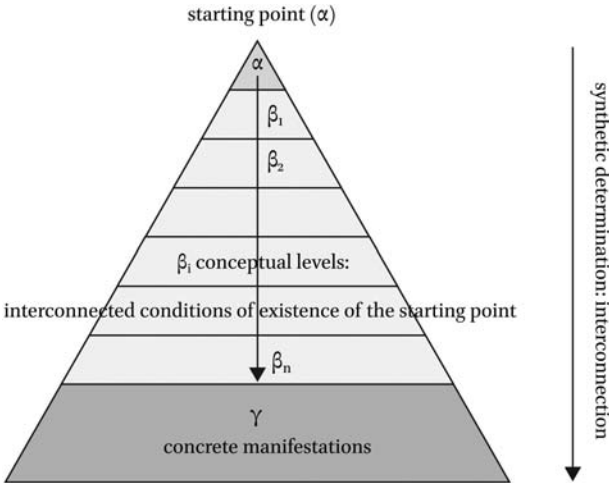 starting point (α)
α
β₁
β₂
βᵢ conceptual levels:
interconnected conditions of existence of the starting point
βₙ
γ
concrete manifestations
synthetic determination: interconnection